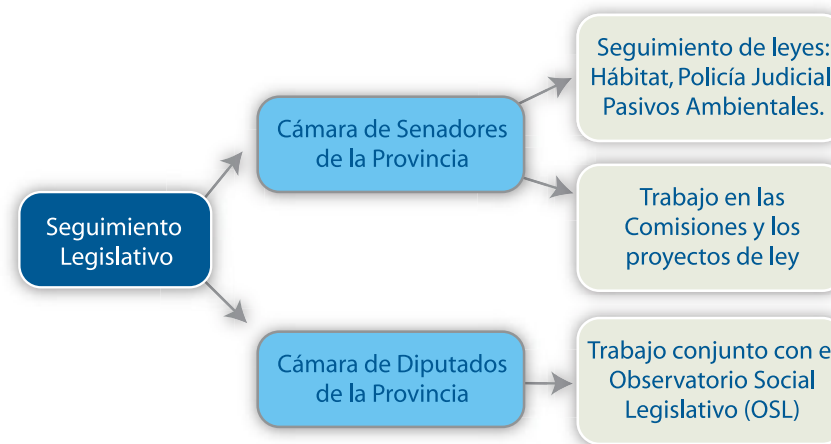 Seguimiento
Legislativo
Cámara de Senadores
de la Provincia
Seguimiento de leyes:
Hábitat, Policía Judicial
Pasivos Ambientales.
Trabajo en las
Comisiones y los
proyectos de ley
Cámara de Diputados
de la Provincia
Trabajo conjunto con e
Observatorio Social
Legislativo (OSL)